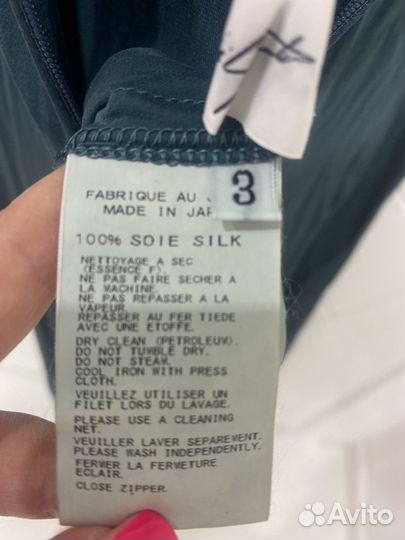 3
FABRIQUE AU
MADE IN
100% SOIE SILK
NETTOYAGE A SEC
(ESSENCE F).
NE PAS FAIRE SECHER A
LA MACHINE.
NE PAS REPASSER A LA
VAPEUR.
REPASSER AU FER TIEDE
AVEC UNE ETOFFE.
DRY CLEAN (PETROLEUM).
DO NOT TUMBLE DRY.
DO NOT STEAM.
COOL IRON WITH PRESS
CLOTH.
VEUILLEZ UTILISER UN
FILET LORS DU LAVAGE.
PLEASE USE A CLEANING
NET.
VEUILLER LAVER SEPAREMENT.
PLEASE WASH INDEPENDENTLY.
FERMER LA FERMETURE
ECLAIR.
CLOSE ZIPPER.
Avito